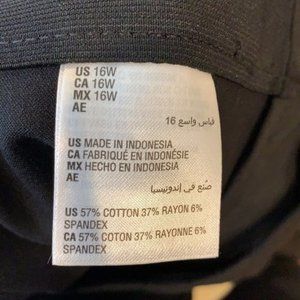 US 16W
CA 16W
MX 16W
AE
قياس واسع 16
US MADE IN INDONESIA
CA FABRIQUÉ EN INDONÉSIE
MX HECHO EN INDONESIA
AE
صُنع في إندونيسيا
US 57% COTTON 37% RAYON 6%
SPANDEX
CA 57% COTON 37% RAYONNE 6%
SPANDEX